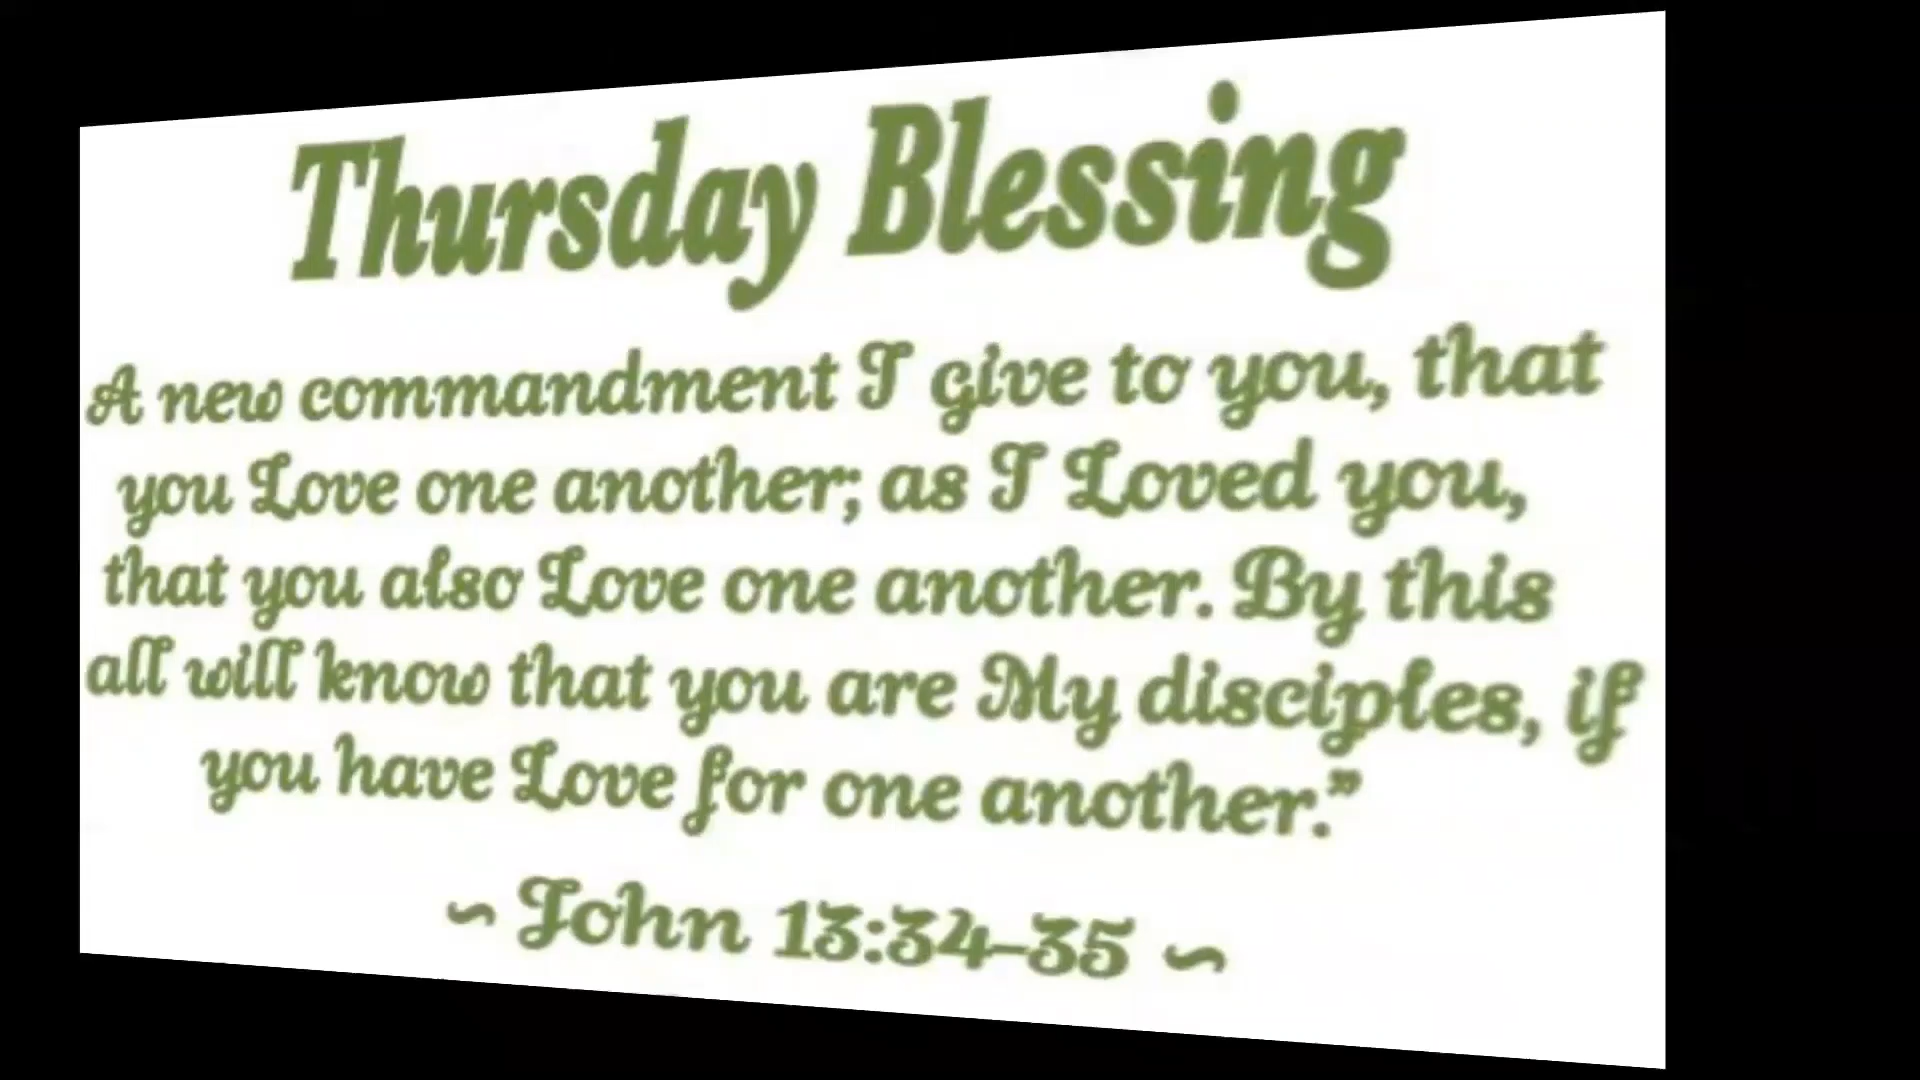 Thursday Blessing
A new commandment I give to you, that
you Love one another; as I Loved you,
that you also Love one another. By this
all will know that you are My disciples, if
you have Love for one another.”
~ John 13:34–35 ~